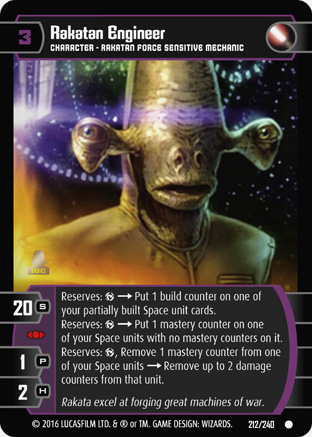 3
Rakatan Engineer
CHARACTER - RAKATAN FORCE SENSITIVE MECHANIC
20 S
1 P
2 H
Reserves: → Put 1 build counter on one of
your partially built Space unit cards.
Reserves: → Put 1 mastery counter on one
of your Space units with no mastery counters on it.
Reserves: , Remove 1 mastery counter from one
of your Space units → Remove up to 2 damage
counters from that unit.
Rakata excel at forging great machines of war.
© 2016 LUCASFILM LTD. & ® or TM. GAME DESIGN: WIZARDS.
212/240